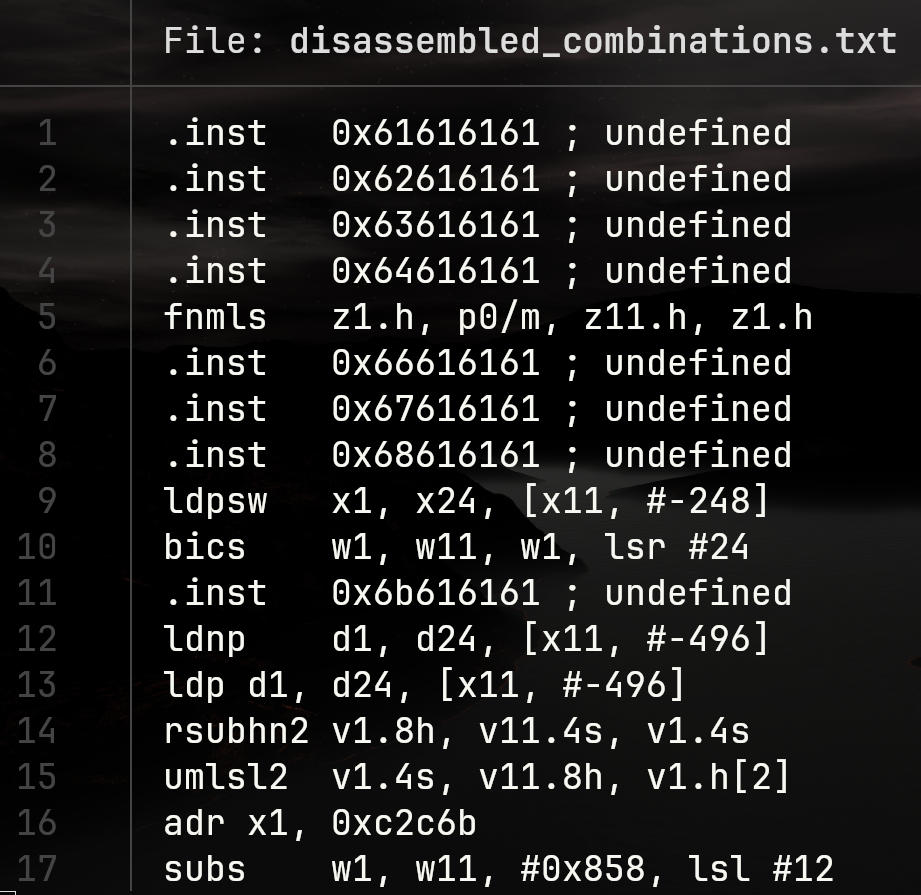 File: disassembled_combinations.txt
1 .inst 0x61616161 ; undefined
2 .inst 0x62616161 ; undefined
3 .inst 0x63616161 ; undefined
4 .inst 0x64616161 ; undefined
5 fnmls z1.h, p0/m, z11.h, z1.h
6 .inst 0x66616161 ; undefined
7 .inst 0x67616161 ; undefined
8 .inst 0x68616161 ; undefined
9 ldpsw x1, x24, [x11, #-248]
10 bics w1, w11, w1, lsr #24
11 .inst 0x6b616161 ; undefined
12 ldnp d1, d24, [x11, #-496]
13 ldp d1, d24, [x11, #-496]
14 rsubhn2 v1.8h, v11.4s, v1.4s
15 umlsl2 v1.4s, v11.8h, v1.h[2]
16 adr x1, 0xc2c6b
17 subs w1, w11, #0x858, lsl #12